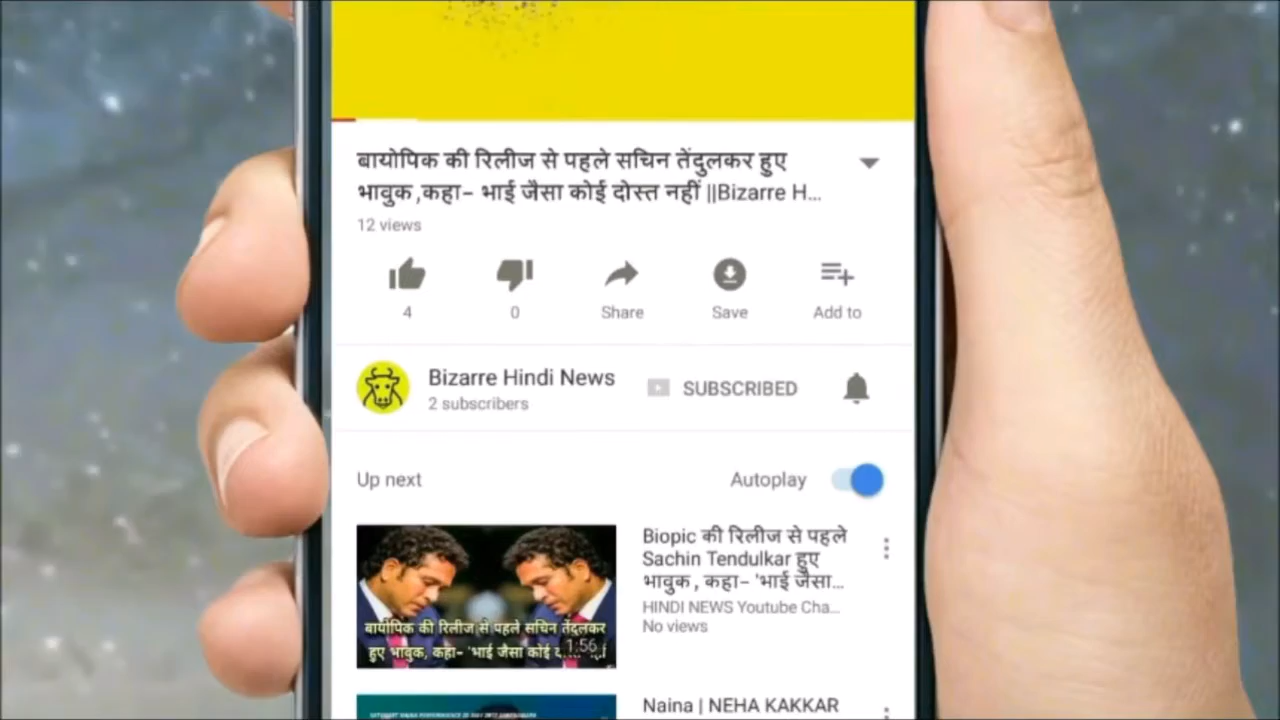 बायोपिक की रिलीज से पहले सचिन तेंदुलकर हुए
भावुक,कहा– भाई जैसा कोई दोस्त नहीं ||Bizarre H...
12 views
4
0
Share
Save
Add to
Bizarre Hindi News
2 subscribers
SUBSCRIBED
Up next
Autoplay
Biopic की रिलीज से पहले
Sachin Tendulkar हुए
भावुक, कहा– 'भाई जैसा...
HINDI NEWS Youtube Cha...
No views
बायोपिक की रिलीज से पहले सचिन तेंदुलकर
हुए भावुक, कहा– 'भाई जैसा कोई
1:56
Naina | NEHA KAKKAR